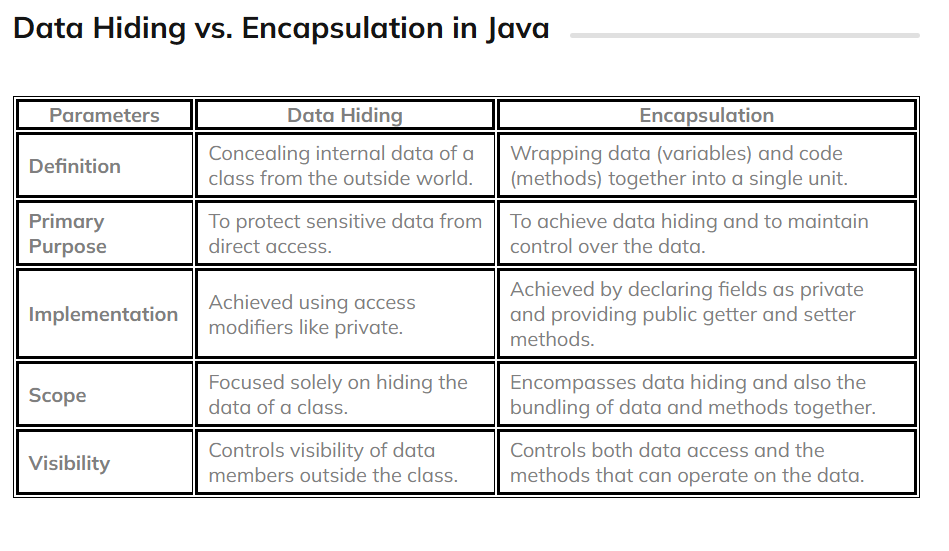 Data Hiding vs. Encapsulation in Java
Parameters Data Hiding Encapsulation
Definition
Concealing internal data of a
class from the outside world.
Wrapping data (variables) and code
(methods) together into a single unit.
Primary
Purpose
To protect sensitive data from
direct access.
To achieve data hiding and to maintain
control over the data.
Implementation
Achieved using access
modifiers like private.
Achieved by declaring fields as private
and providing public getter and setter
methods.
Scope
Focused solely on hiding the
data of a class.
Encompasses data hiding and also the
bundling of data and methods together.
Visibility
Controls visibility of data
members outside the class.
Controls both data access and the
methods that can operate on the data.